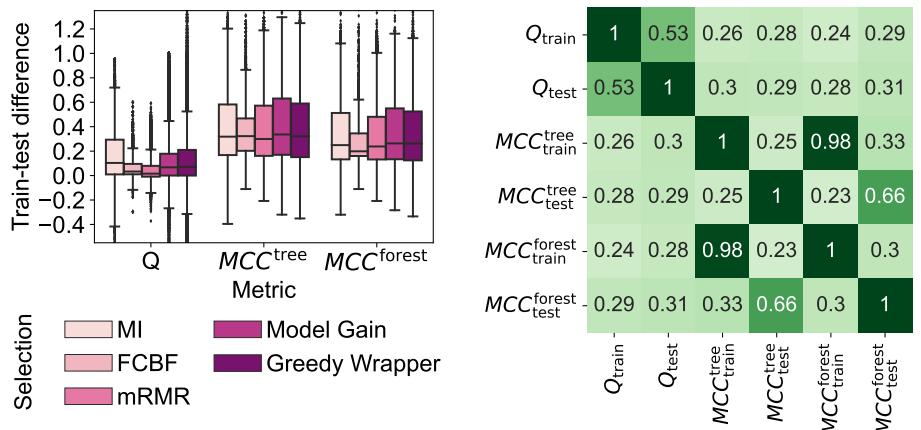 Train-test difference
1.2
1.0
0.8
0.6
0.4
0.2
0.0
−0.2
−0.4
Q
MCC^tree
MCC^forest
Metric
Selection
MI
FCBF
mRMR
Model Gain
Greedy Wrapper
Q_train 1 0.53 0.26 0.28 0.24 0.29
Q_test 0.53 1 0.3 0.29 0.28 0.31
MCC^tree_train 0.26 0.3 1 0.25 0.98 0.33
MCC^tree_test 0.28 0.29 0.25 1 0.23 0.66
MCC^forest_train 0.24 0.28 0.98 0.23 1 0.3
MCC^forest_test 0.29 0.31 0.33 0.66 0.3 1
Q_train
Q_test
MCC^tree_train
MCC^tree_test
MCC^forest_train
MCC^forest_test